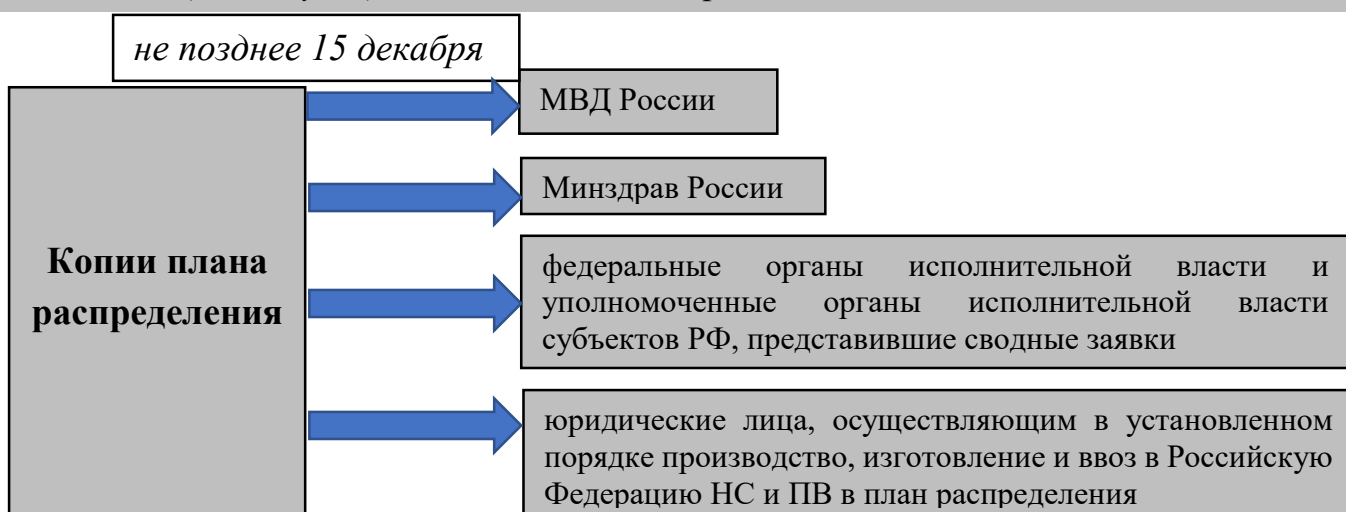 не позднее 15 декабря
МВД России
Минздрав России
Копии плана
распределения
федеральные органы исполнительной власти и
уполномоченные органы исполнительной власти
субъектов РФ, представившие сводные заявки
юридические лица, осуществляющим в установленном
порядке производство, изготовление и ввоз в Российскую
Федерацию НС и ПВ в план распределения